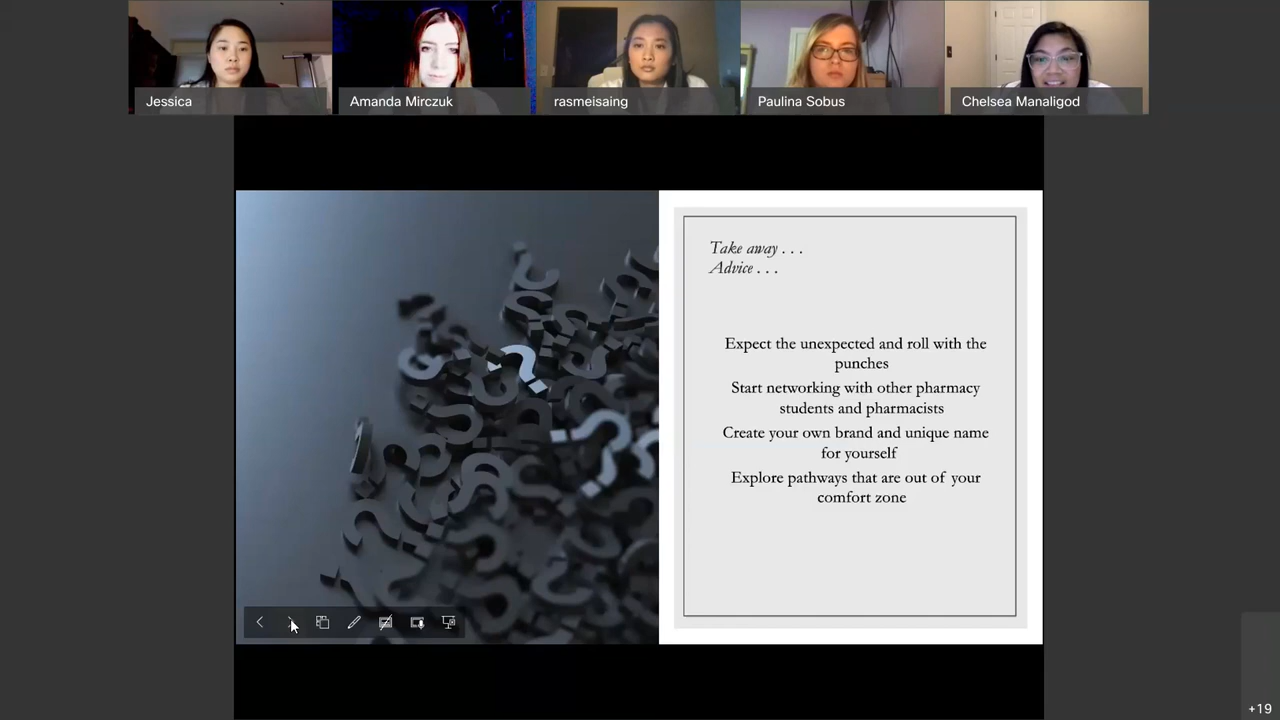 Jessica
Amanda Mirczuk
rasmeisaing
Paulina Sobus
Chelsea Manaligod
Take away . . .
Advice . . .
Expect the unexpected and roll with the
punches
Start networking with other pharmacy
students and pharmacists
Create your own brand and unique name
for yourself
Explore pathways that are out of your
comfort zone
+19